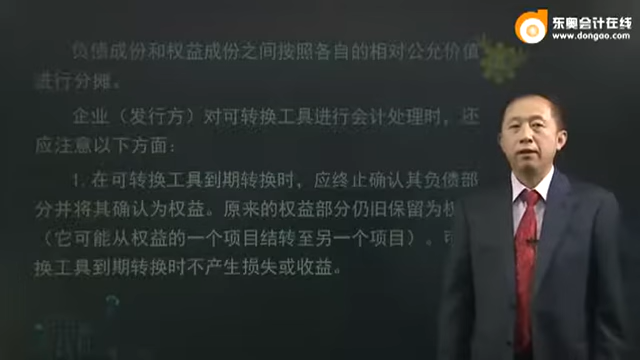 东奥会计在线
www.dongao.com
负债成份和权益成份之间按照各自的相对公允价值
进行分摊。
企业（发行方）对可转换工具进行会计处理时，还
应注意以下方面：
1.在可转换工具到期转换时，应终止确认其负债部
分并将其确认为权益。原来的权益部分仍旧保留为权
（它可能从权益的一个项目结转至另一个项目）。可
换工具到期转换时不产生损失或收益。